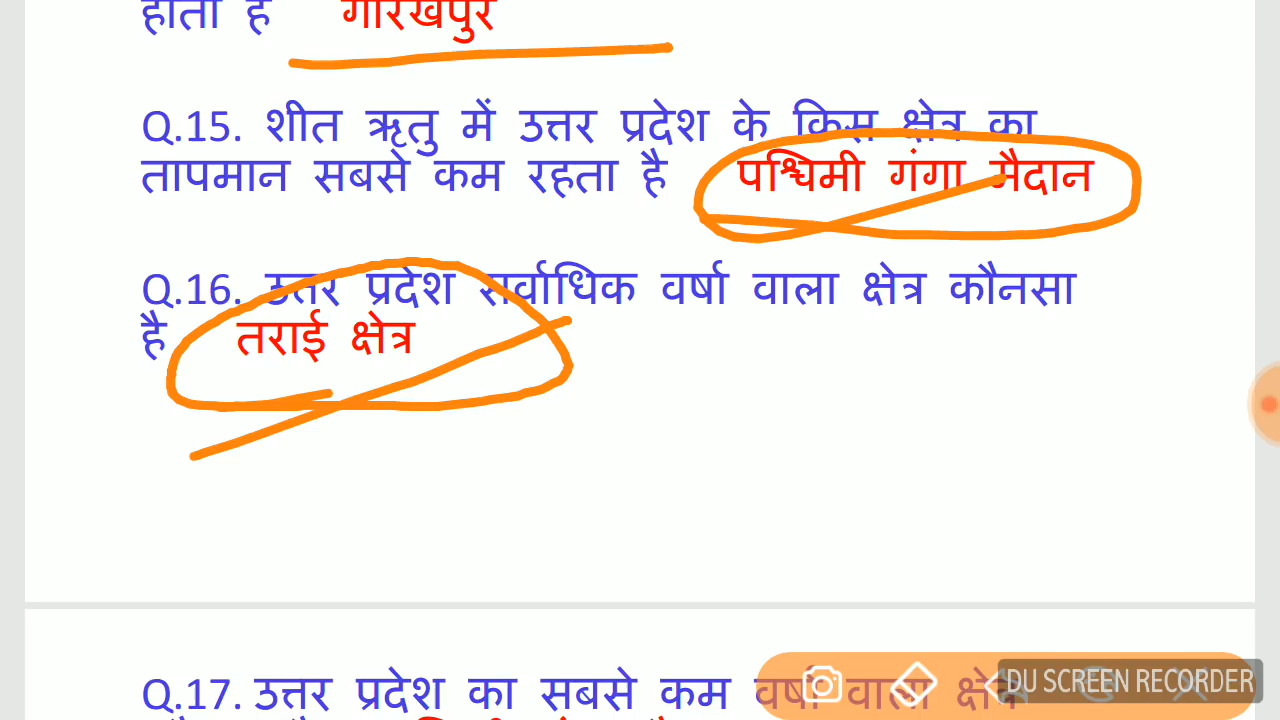 होता है गोरखपुर
Q.15. शीत ऋतु में उत्तर प्रदेश के किस क्षेत्र का
तापमान सबसे कम रहता है पश्चिमी गंगा मैदान
Q.16. उत्तर प्रदेश सर्वाधिक वर्षा वाला क्षेत्र कौनसा
है तराई क्षेत्र
Q.17. उत्तर प्रदेश का सबसे कम वर्षा वाला क्षेत्र
DU SCREEN RECORDER